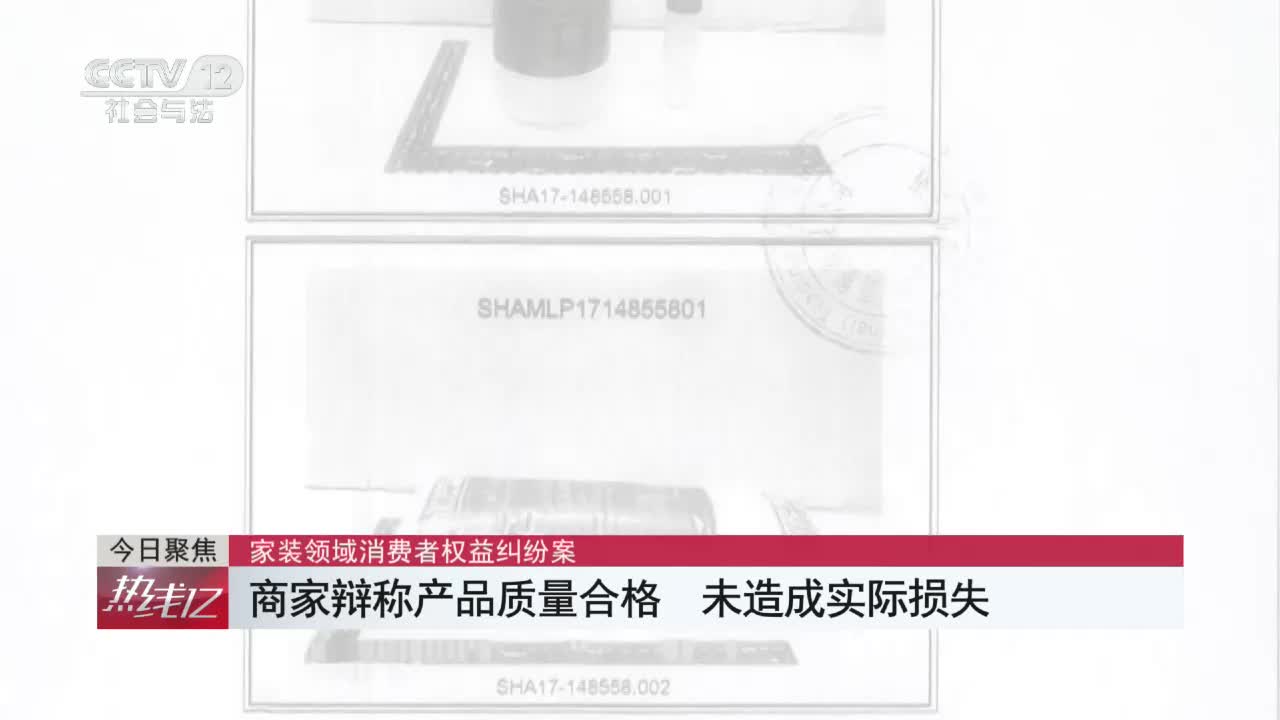 CCTV 12
社会与法
SHA17-148558.001
SHAMLP1714855801
今日聚焦
家装领域消费者权益纠纷案
热线12
商家辩称产品质量合格 未造成实际损失
SHA17-148558.002